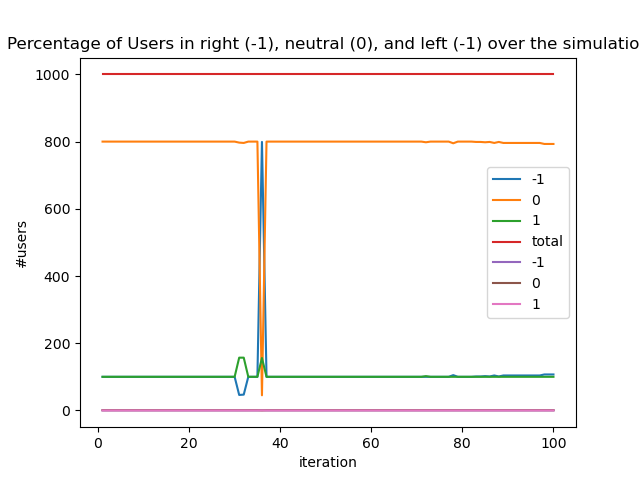 Percentage of Users in right (-1), neutral (0), and left (-1) over the simulatio
1000
800
600
400
200
0
#users
-1
0
1
total
-1
0
1
0 20 40 60 80 100
iteration